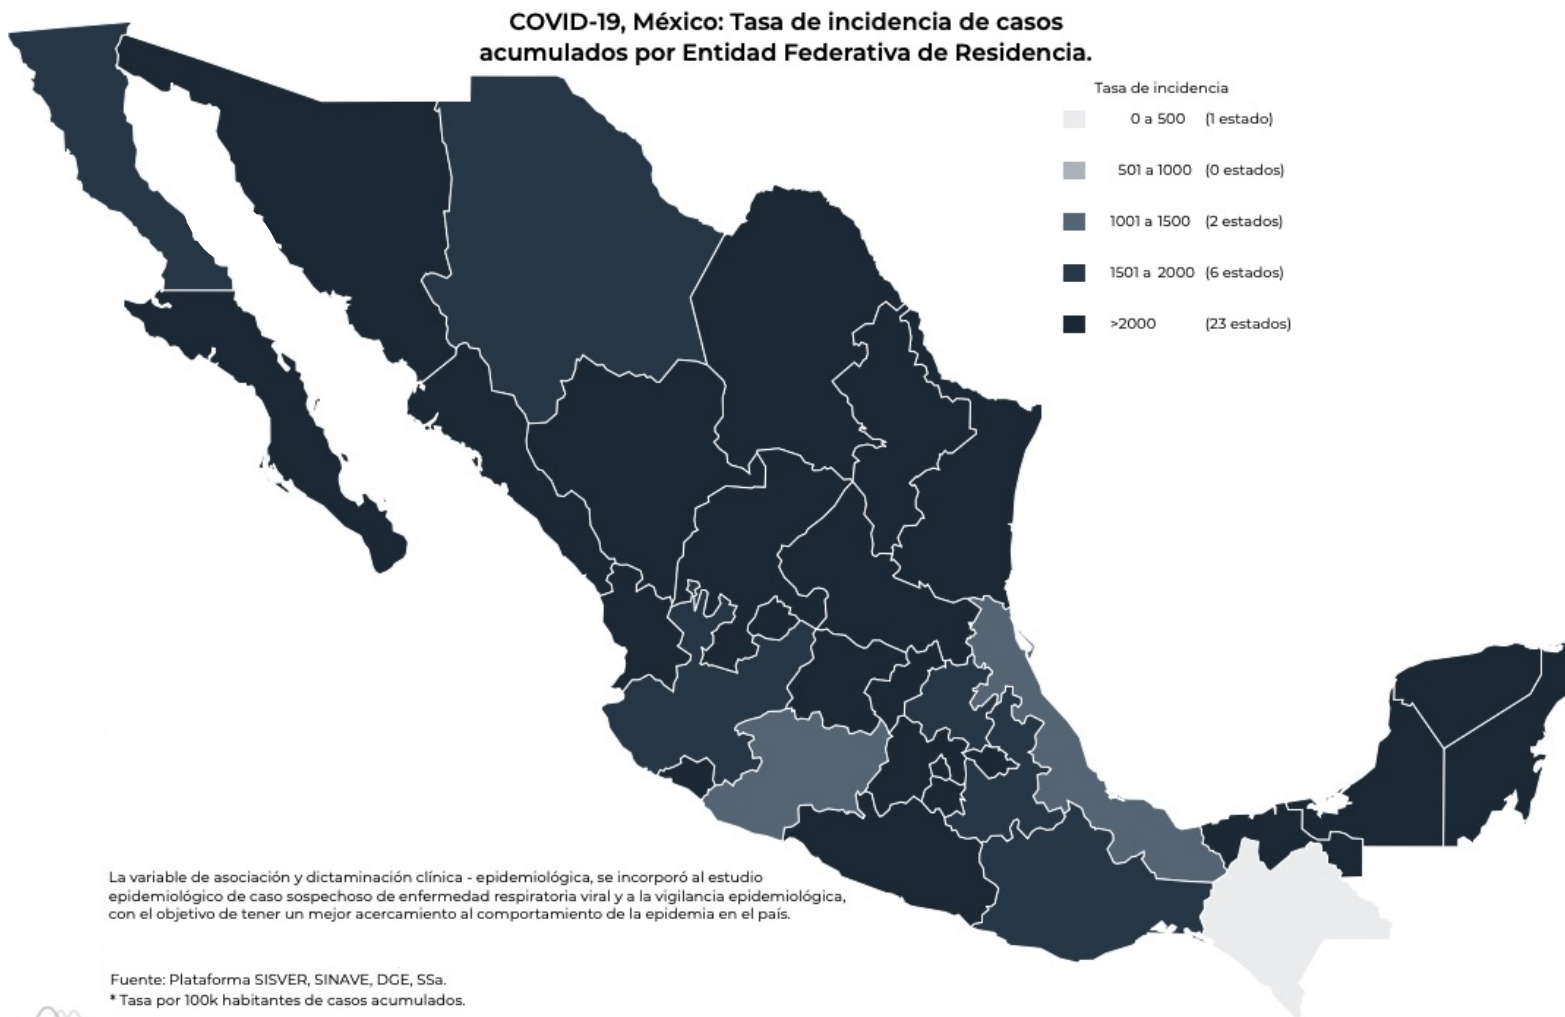 COVID-19, México: Tasa de incidencia de casos
acumulados por Entidad Federativa de Residencia.
Tasa de incidencia
0 a 500 (1 estado)
501 a 1000 (0 estados)
1001 a 1500 (2 estados)
1501 a 2000 (6 estados)
>2000 (23 estados)
La variable de asociación y dictaminación clínica - epidemiológica, se incorporó al estudio
epidemiológico de caso sospechoso de enfermedad respiratoria viral y a la vigilancia epidemiológica,
con el objetivo de tener un mejor acercamiento al comportamiento de la epidemia en el país.
Fuente: Plataforma SISVER, SINAVE, DGE, SSa.
* Tasa por 100k habitantes de casos acumulados.